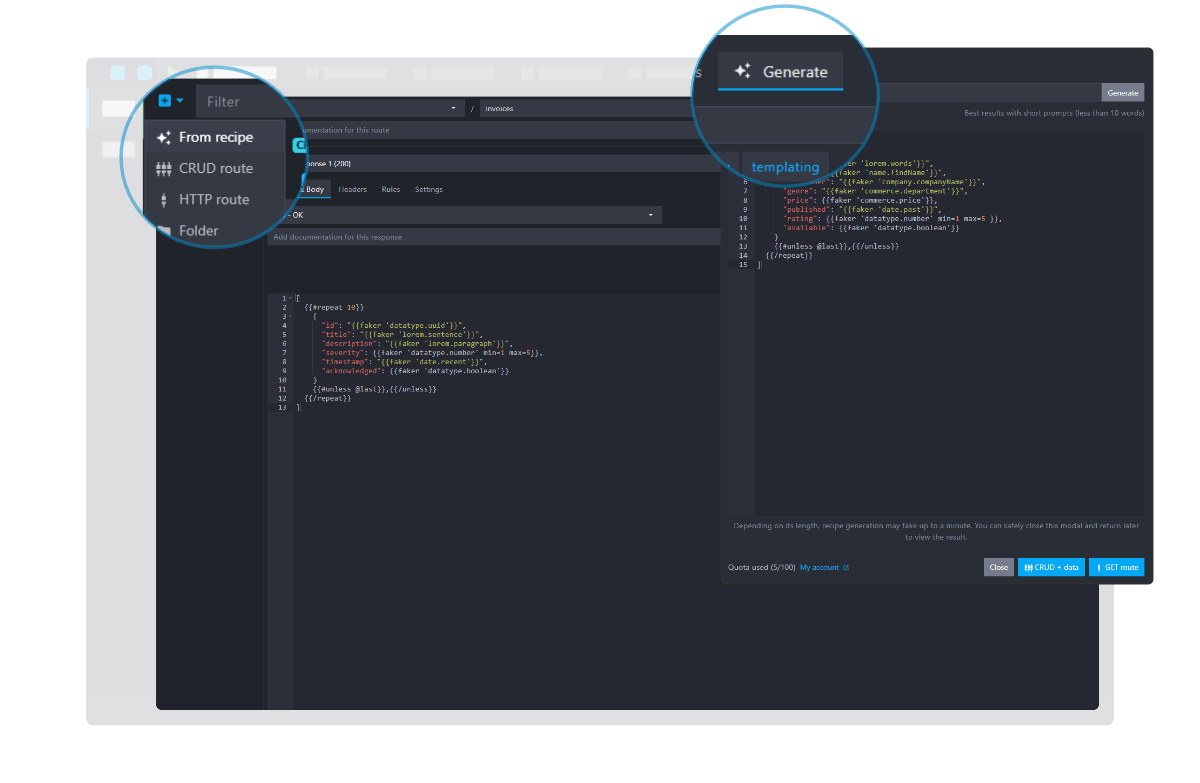 Filter
From recipe
CRUD route
HTTP route
Folder
/ invoices
mentation for this route
ponse 1 (200)
& Body Headers Rules Settings
- OK
Add documentation for this response
1 [
2 {{#repeat 10}}
3 {
4 "id": "{{faker 'datatype.uuid'}}",
5 "title": "{{faker 'lorem.sentence'}}",
6 "description": "{{faker 'lorem.paragraph'}}",
7 "severity": {{faker 'datatype.number' min=1 max=5}},
8 "timestamp": "{{faker 'date.recent'}}",
9 "acknowledged": {{faker 'datatype.boolean'}}
10 }
11 {{#unless @last}},{{/unless}}
12 {{/repeat}}
13 ]
s Generate
Generate
Best results with short prompts (less than 10 words)
templating
'lorem.words'}}",
'name.findName'}}",
6 "{{faker 'company.companyName'}}",
7 "genre": "{{faker 'commerce.department'}}",
8 "price": {{faker 'commerce.price'}},
9 "published": "{{faker 'date.past'}}",
10 "rating": {{faker 'datatype.number' min=1 max=5 }},
11 "available": {{faker 'datatype.boolean'}}
12 }
13 {{#unless @last}},{{/unless}}
14 {{/repeat}}
15 ]
Depending on its length, recipe generation may take up to a minute. You can safely close this modal and return later
to view the result.
Quota used (5/100) My account
Close CRUD + data GET route